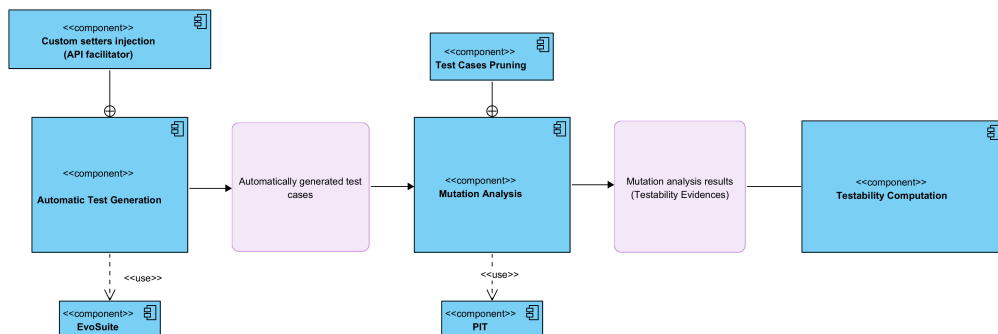 <<component>>
Custom setters injection
(API facilitator)
<<component>>
Test Cases Pruning
<<component>>
Automatic Test Generation
Automatically generated test
cases
<<component>>
Mutation Analysis
Mutation analysis results
(Testability Evidences)
<<component>>
Testability Computation
<<use>>
<<use>>
<<component>>
EvoSuite
<<component>>
PIT